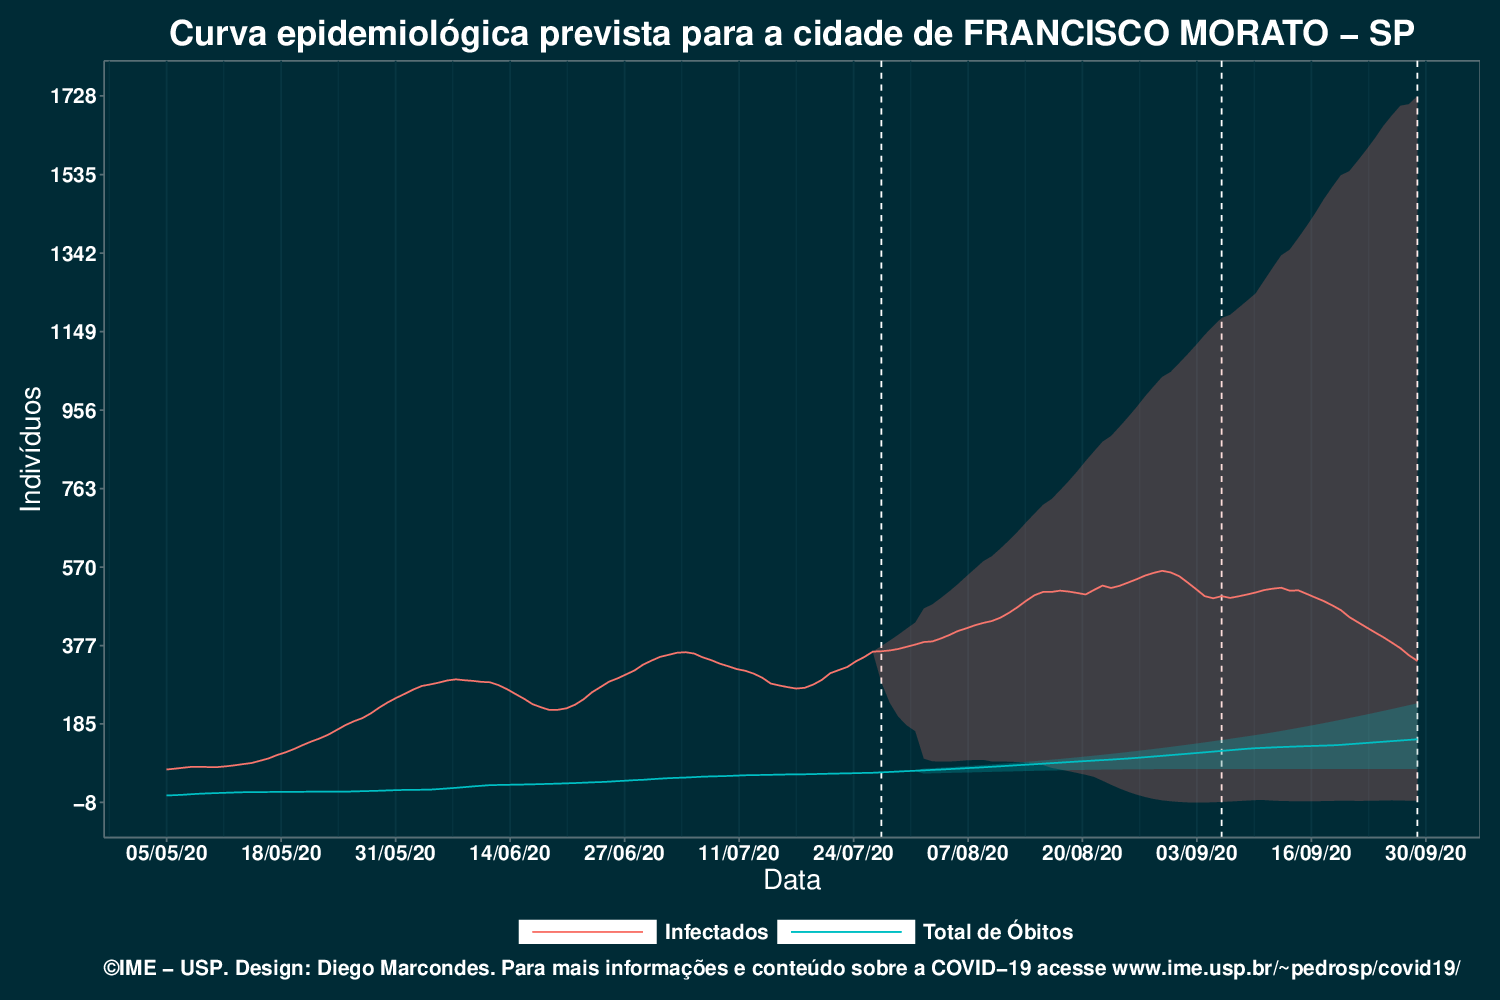 Curva epidemiológica prevista para a cidade de FRANCISCO MORATO − SP
1728
1535
1342
1149
956
763
570
377
185
−8
Indivíduos
05/05/20 18/05/20 31/05/20 14/06/20 27/06/20 11/07/20 24/07/20 07/08/20 20/08/20 03/09/20 16/09/20 30/09/20
Data
Infectados Total de Óbitos
©IME − USP. Design: Diego Marcondes. Para mais informações e conteúdo sobre a COVID−19 acesse www.ime.usp.br/~pedrosp/covid19/